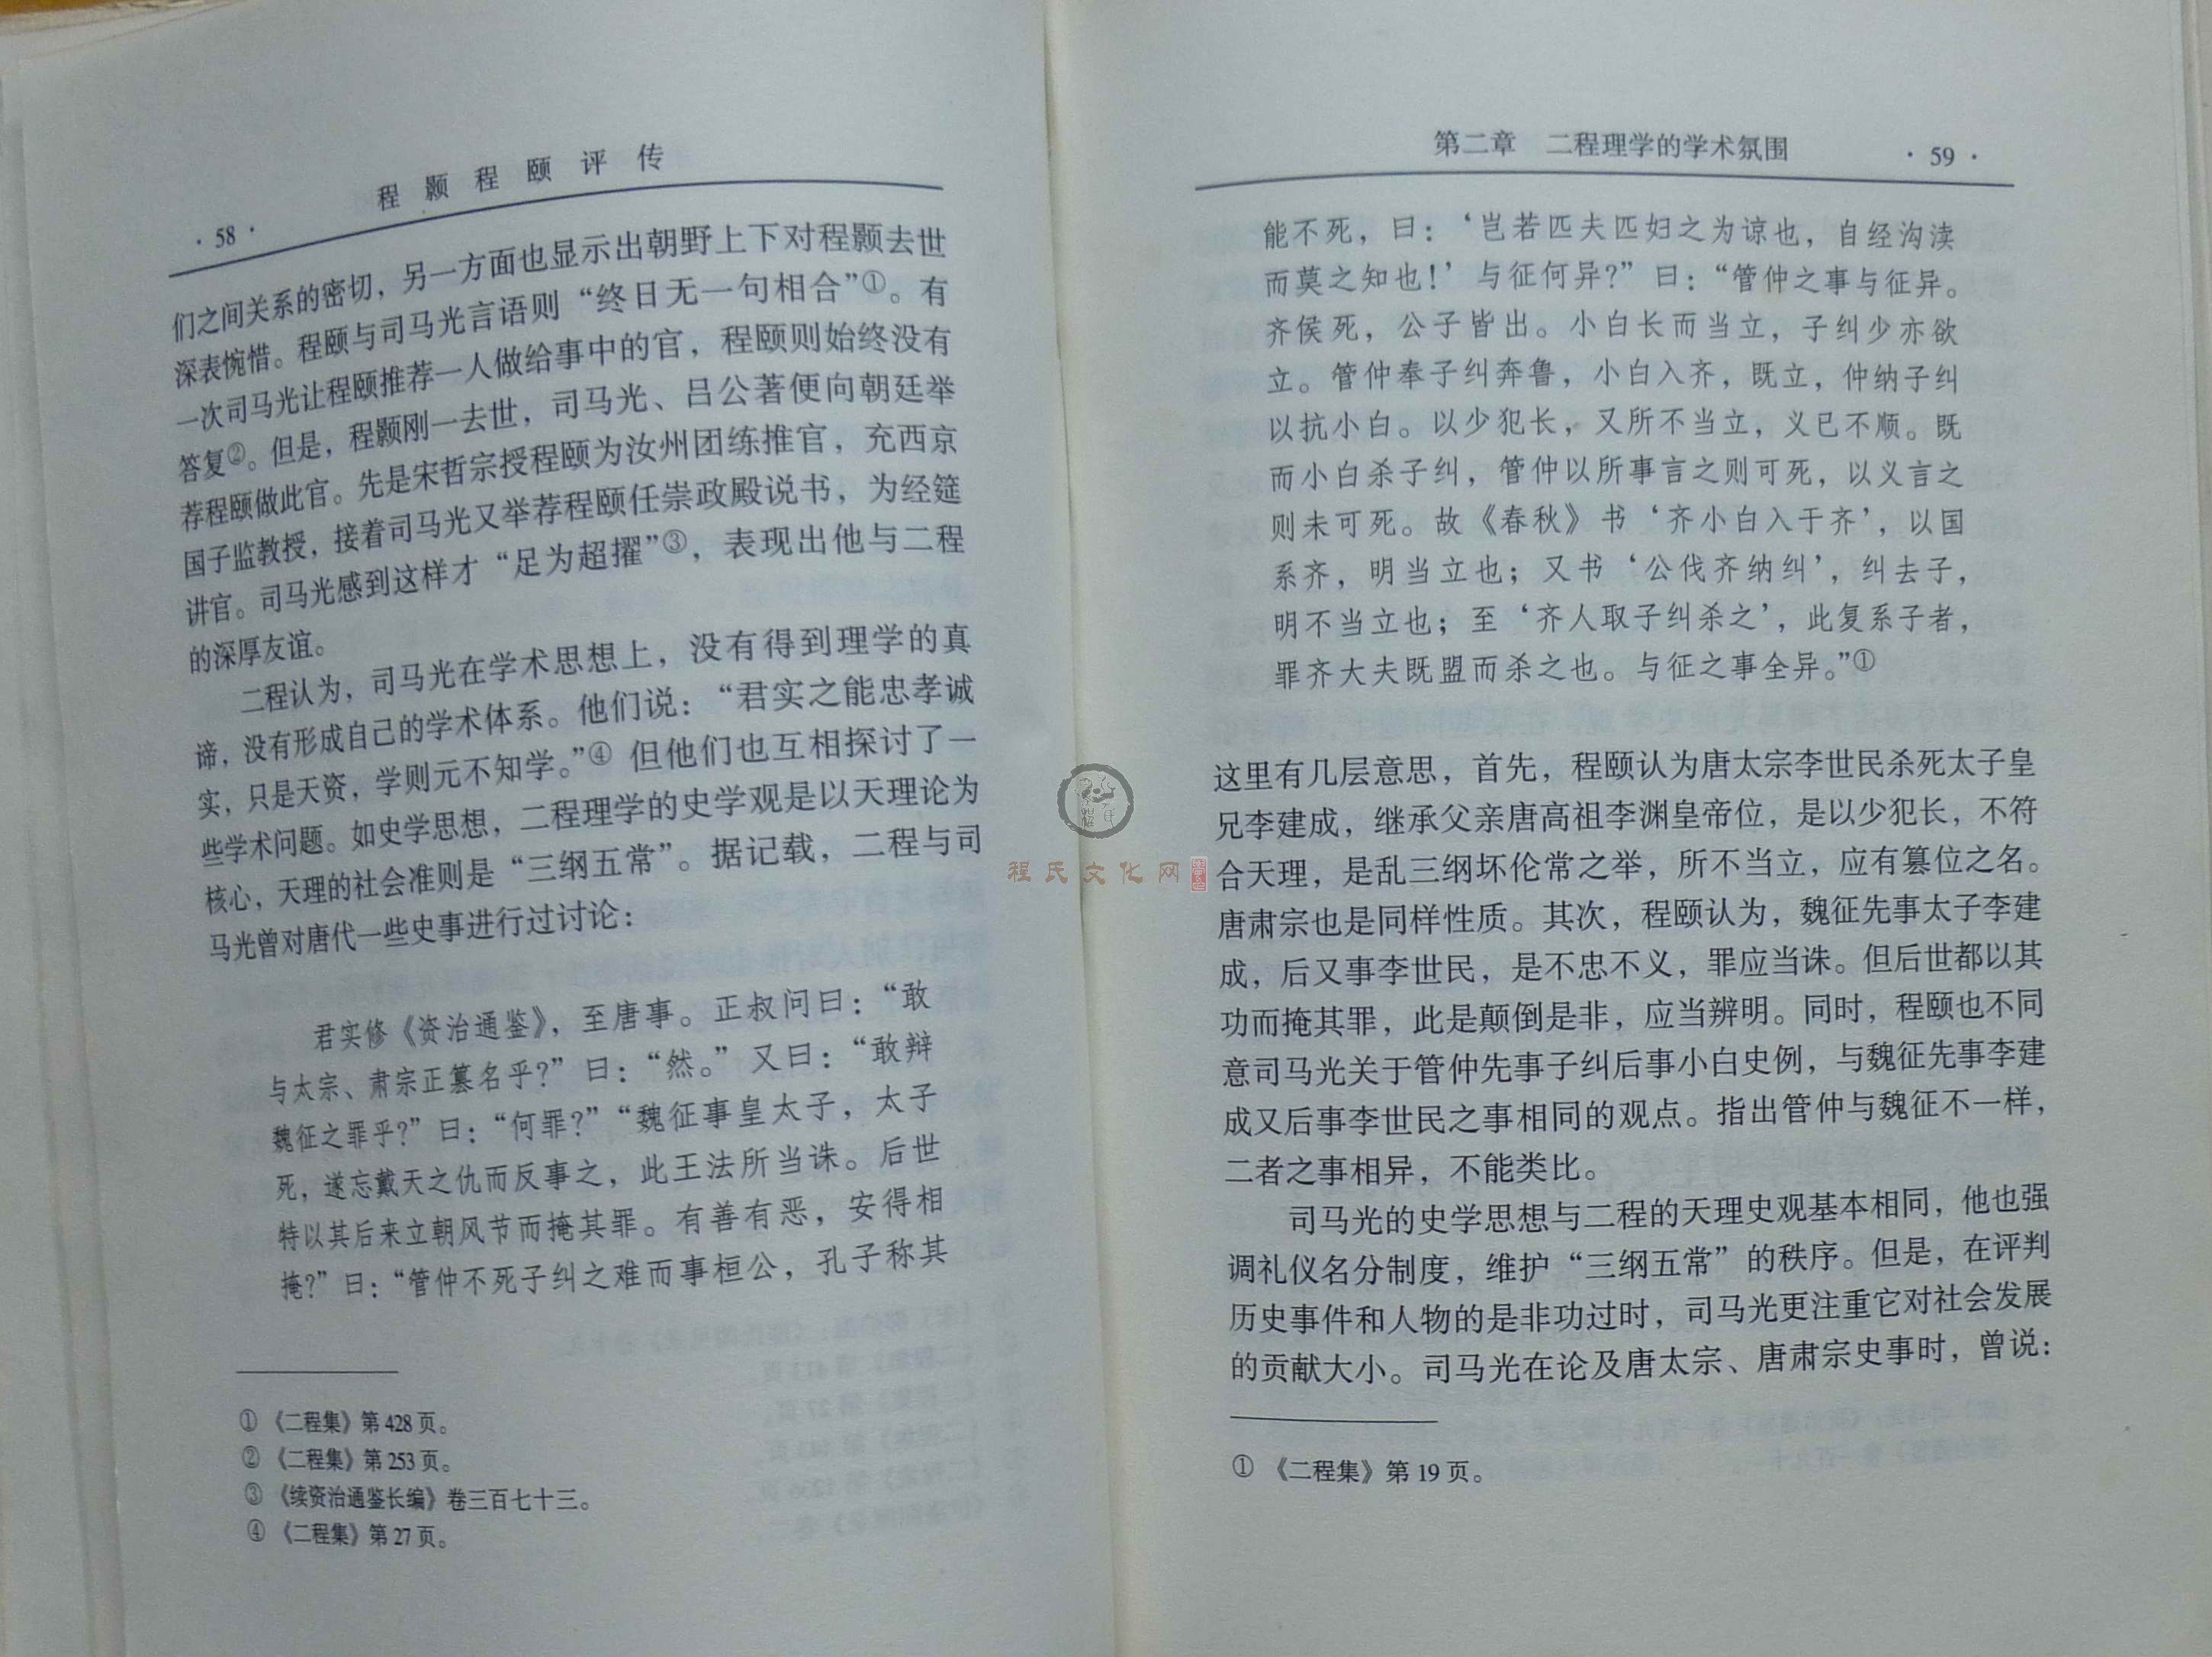 ·58·
程颢程颐评传
们之间关系的密切，另一方面也显示出朝野上下对程颢去世
深表惋惜。程颐与司马光言语则“终日无一句相合”①。有
一次司马光让程颐推荐一人做给事中的官，程颐则始终没有
答复②。但是，程颢刚一去世，司马光、吕公著便向朝廷举
荐程颐做此官。先是宋哲宗授程颐为汝州团练推官，充西京
国子监教授，接着司马光又举荐程颐任崇政殿说书，为经筵
讲官。司马光感到这样才“足为超擢”③，表现出他与二程
的深厚友谊。
二程认为，司马光在学术思想上，没有得到理学的真
谛，没有形成自己的学术体系。他们说：“君实之能忠孝诚
实，只是天资，学则元不知学。”④但他们也互相探讨了一
些学术问题。如史学思想，二程理学的史学观是以天理论为
核心，天理的社会准则是“三纲五常”。据记载，二程与司
马光曾对唐代一些史事进行过讨论：
君实修《资治通鉴》，至唐事。正叔问曰：“敢
与太宗、肃宗正篡名乎？”曰：“然。”又曰：“敢辩
魏征之罪乎？”曰：“何罪？”“魏征事皇太子，太子
死，遂忘戴天之仇而反事之，此王法所当诛。后世
特以其后来立朝风节而掩其罪。有善有恶，安得相
掩？”曰：“管仲不死子纠之难而事桓公，孔子称其
①《二程集》第428页。
②《二程集》第253页。
③《续资治通鉴长编》卷三百七十三。
④《二程集》第27页。
第二章　二程理学的学术氛围
·59·
能不死，曰：‘岂若匹夫匹妇之为谅也，自经沟渎
而莫之知也！’与征何异？”曰：“管仲之事与征异。
齐侯死，公子皆出。小白长而当立，子纠少亦欲
立。管仲奉子纠奔鲁，小白入齐，既立，仲纳子纠
以抗小白。以少犯长，又所不当立，义已不顺。既
而小白杀子纠，管仲以所事言之则可死，以义言之
则未可死。故《春秋》书‘齐小白入于齐’，以国
系齐，明当立也；又书‘公伐齐纳纠’，纠去子，
明不当立也；至‘齐人取子纠杀之’，此复系子者，
罪齐大夫既盟而杀之也。与征之事全异。”①
这里有几层意思，首先，程颐认为唐太宗李世民杀死太子皇
兄李建成，继承父亲唐高祖李渊皇帝位，是以少犯长，不符
合天理，是乱三纲坏伦常之举，所不当立，应有篡位之名。
唐肃宗也是同样性质。其次，程颐认为，魏征先事太子李建
成，后又事李世民，是不忠不义，罪应当诛。但后世都以其
功而掩其罪，此是颠倒是非，应当辨明。同时，程颐也不同
意司马光关于管仲先事子纠后事小白史例，与魏征先事李建
成又后事李世民之事相同的观点。指出管仲与魏征不一样，
二者之事相异，不能类比。
司马光的史学思想与二程的天理史观基本相同，他也强
调礼仪名分制度，维护“三纲五常”的秩序。但是，在评判
历史事件和人物的是非功过时，司马光更注重它对社会发展
的贡献大小。司马光在论及唐太宗、唐肃宗史事时，曾说：
①《二程集》第19页。
程氏文化网